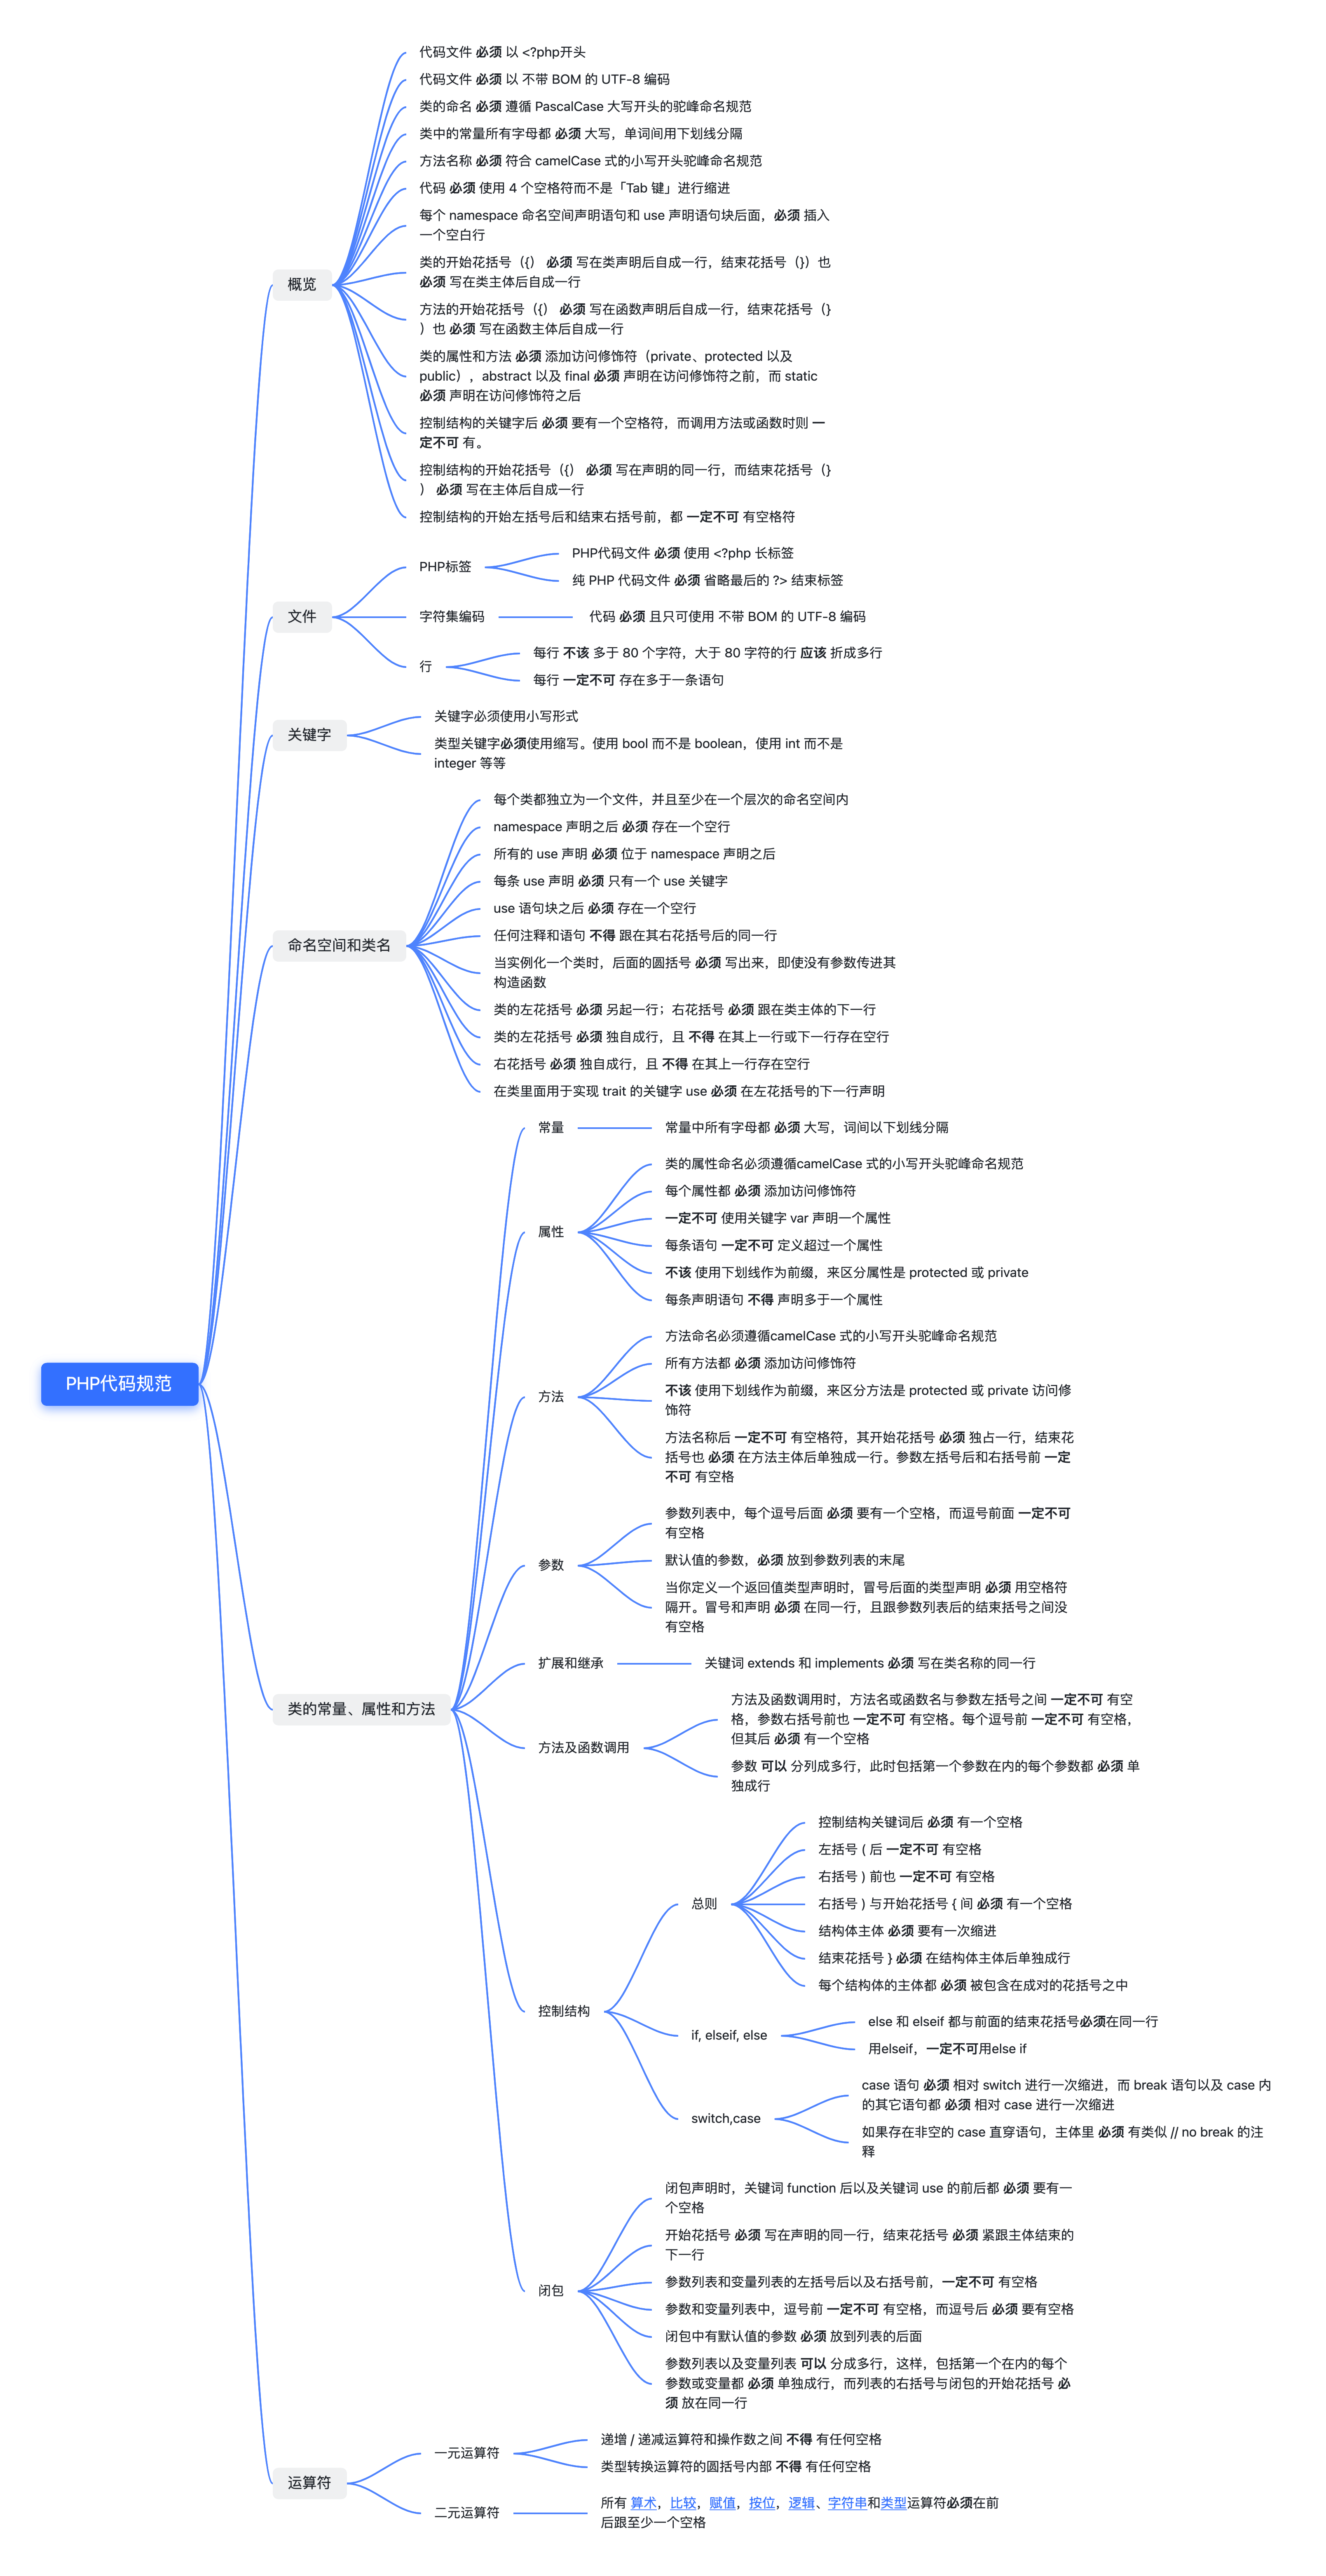 PHP代码规范
概览
代码文件 必须 以 <?php开头
代码文件 必须 以 不带 BOM 的 UTF-8 编码
类的命名 必须 遵循 PascalCase 大写开头的驼峰命名规范
类中的常量所有字母都 必须 大写，单词间用下划线分隔
方法名称 必须 符合 camelCase 式的小写开头驼峰命名规范
代码 必须 使用 4 个空格符而不是「Tab 键」进行缩进
每个 namespace 命名空间声明语句和 use 声明语句块后面，必须 插入
一个空白行
类的开始花括号（{） 必须 写在类声明后自成一行，结束花括号（}）也
必须 写在类主体后自成一行
方法的开始花括号（{） 必须 写在函数声明后自成一行，结束花括号（}
）也 必须 写在函数主体后自成一行
类的属性和方法 必须 添加访问修饰符（private、protected 以及
public），abstract 以及 final 必须 声明在访问修饰符之前，而 static
必须 声明在访问修饰符之后
控制结构的关键字后 必须 要有一个空格符，而调用方法或函数时则 一
定不可 有。
控制结构的开始花括号（{） 必须 写在声明的同一行，而结束花括号（}
） 必须 写在主体后自成一行
控制结构的开始左括号后和结束右括号前，都 一定不可 有空格符
文件
PHP标签
PHP代码文件 必须 使用 <?php 长标签
纯 PHP 代码文件 必须 省略最后的 ?> 结束标签
字符集编码
代码 必须 且只可使用 不带 BOM 的 UTF-8 编码
行
每行 不该 多于 80 个字符，大于 80 字符的行 应该 折成多行
每行 一定不可 存在多于一条语句
关键字
关键字必须使用小写形式
类型关键字必须使用缩写。使用 bool 而不是 boolean，使用 int 而不是
integer 等等
命名空间和类名
每个类都独立为一个文件，并且至少在一个层次的命名空间内
namespace 声明之后 必须 存在一个空行
所有的 use 声明 必须 位于 namespace 声明之后
每条 use 声明 必须 只有一个 use 关键字
use 语句块之后 必须 存在一个空行
任何注释和语句 不得 跟在其右花括号后的同一行
当实例化一个类时，后面的圆括号 必须 写出来，即使没有参数传进其
构造函数
类的左花括号 必须 另起一行；右花括号 必须 跟在类主体的下一行
类的左花括号 必须 独自成行，且 不得 在其上一行或下一行存在空行
右花括号 必须 独自成行，且 不得 在其上一行存在空行
在类里面用于实现 trait 的关键字 use 必须 在左花括号的下一行声明
类的常量、属性和方法
常量
常量中所有字母都 必须 大写，词间以下划线分隔
属性
类的属性命名必须遵循camelCase 式的小写开头驼峰命名规范
每个属性都 必须 添加访问修饰符
一定不可 使用关键字 var 声明一个属性
每条语句 一定不可 定义超过一个属性
不该 使用下划线作为前缀，来区分属性是 protected 或 private
每条声明语句 不得 声明多于一个属性
方法
方法命名必须遵循camelCase 式的小写开头驼峰命名规范
所有方法都 必须 添加访问修饰符
不该 使用下划线作为前缀，来区分方法是 protected 或 private 访问修
饰符
方法名称后 一定不可 有空格符，其开始花括号 必须 独占一行，结束花
括号也 必须 在方法主体后单独成一行。参数左括号后和右括号前 一定
不可 有空格
参数
参数列表中，每个逗号后面 必须 要有一个空格，而逗号前面 一定不可
有空格
默认值的参数，必须 放到参数列表的末尾
当你定义一个返回值类型声明时，冒号后面的类型声明 必须 用空格符
隔开。冒号和声明 必须 在同一行，且跟参数列表后的结束括号之间没
有空格
扩展和继承
关键词 extends 和 implements 必须 写在类名称的同一行
方法及函数调用
方法及函数调用时，方法名或函数名与参数左括号之间 一定不可 有空
格，参数右括号前也 一定不可 有空格。每个逗号前 一定不可 有空格，
但其后 必须 有一个空格
参数 可以 分列成多行，此时包括第一个参数在内的每个参数都 必须 单
独成行
控制结构
总则
控制结构关键词后 必须 有一个空格
左括号 ( 后 一定不可 有空格
右括号 ) 前也 一定不可 有空格
右括号 ) 与开始花括号 { 间 必须 有一个空格
结构体主体 必须 要有一次缩进
结束花括号 } 必须 在结构体主体后单独成行
每个结构体的主体都 必须 被包含在成对的花括号之中
if, elseif, else
else 和 elseif 都与前面的结束花括号必须在同一行
用elseif，一定不可用else if
switch,case
case 语句 必须 相对 switch 进行一次缩进，而 break 语句以及 case 内
的其它语句都 必须 相对 case 进行一次缩进
如果存在非空的 case 直穿语句，主体里 必须 有类似 // no break 的注
释
闭包
闭包声明时，关键词 function 后以及关键词 use 的前后都 必须 要有一
个空格
开始花括号 必须 写在声明的同一行，结束花括号 必须 紧跟主体结束的
下一行
参数列表和变量列表的左括号后以及右括号前，一定不可 有空格
参数和变量列表中，逗号前 一定不可 有空格，而逗号后 必须 要有空格
闭包中有默认值的参数 必须 放到列表的后面
参数列表以及变量列表 可以 分成多行，这样，包括第一个在内的每个
参数或变量都 必须 单独成行，而列表的右括号与闭包的开始花括号 必
须 放在同一行
运算符
一元运算符
递增 / 递减运算符和操作数之间 不得 有任何空格
类型转换运算符的圆括号内部 不得 有任何空格
二元运算符
所有 算术，比较，赋值，按位，逻辑、字符串和类型运算符必须在前
后跟至少一个空格